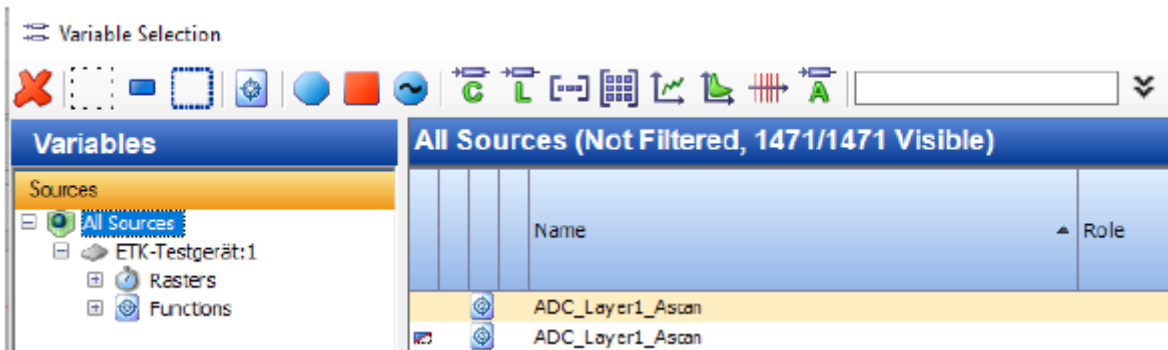 Variable Selection
C L A
Variables
All Sources (Not Filtered, 1471/1471 Visible)
Sources
All Sources
ETK-Testgerät:1
Rasters
Functions
Name
Role
ADC_Layer1_Ascan
ADC_Layer1_Ascan